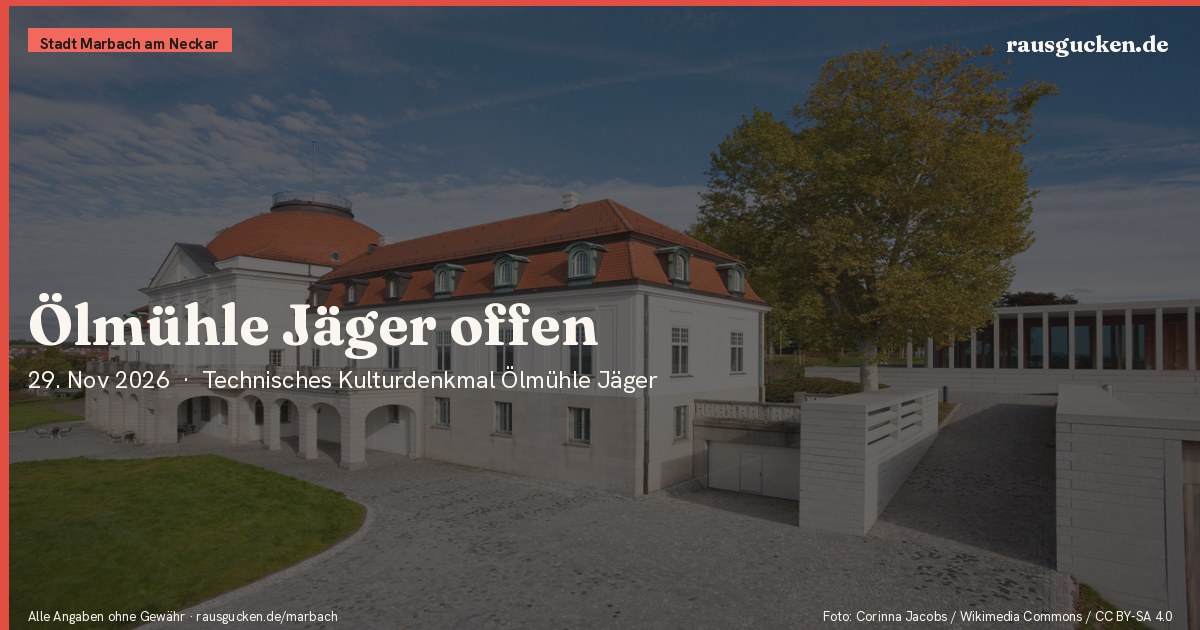 Stadt Marbach am Neckar
rausgucken.de
Ölmühle Jäger offen
29. Nov 2026 · Technisches Kulturdenkmal Ölmühle Jäger
Alle Angaben ohne Gewähr · rausgucken.de/marbach
Foto: Corinna Jacobs / Wikimedia Commons / CC BY-SA 4.0